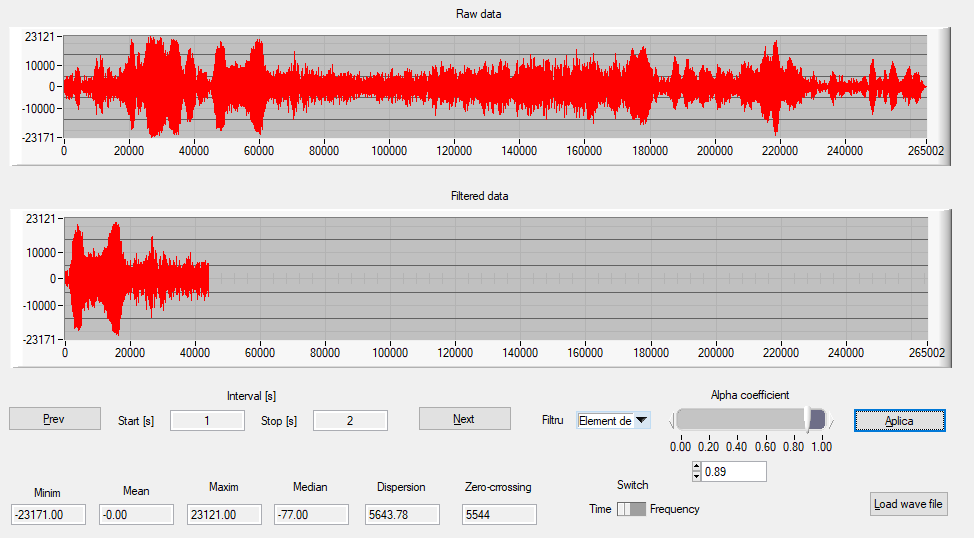 Raw data
23121
10000
0
-10000
-23171
0 20000 40000 60000 80000 100000 120000 140000 160000 180000 200000 220000 240000 265002
Filtered data
23121
10000
0
-10000
-23171
0 20000 40000 60000 80000 100000 120000 140000 160000 180000 200000 220000 240000 265002
Interval [s]
Alpha coefficient
Prev Start [s] 1 Stop [s] 2 Next Filtru Element de Aplica
0.00 0.20 0.40 0.60 0.80 1.00
0.89
Minim Mean Maxim Median Dispersion Zero-crrossing Switch
-23171.00 -0.00 23121.00 -77.00 5643.78 5544 Time Frequency Load wave file